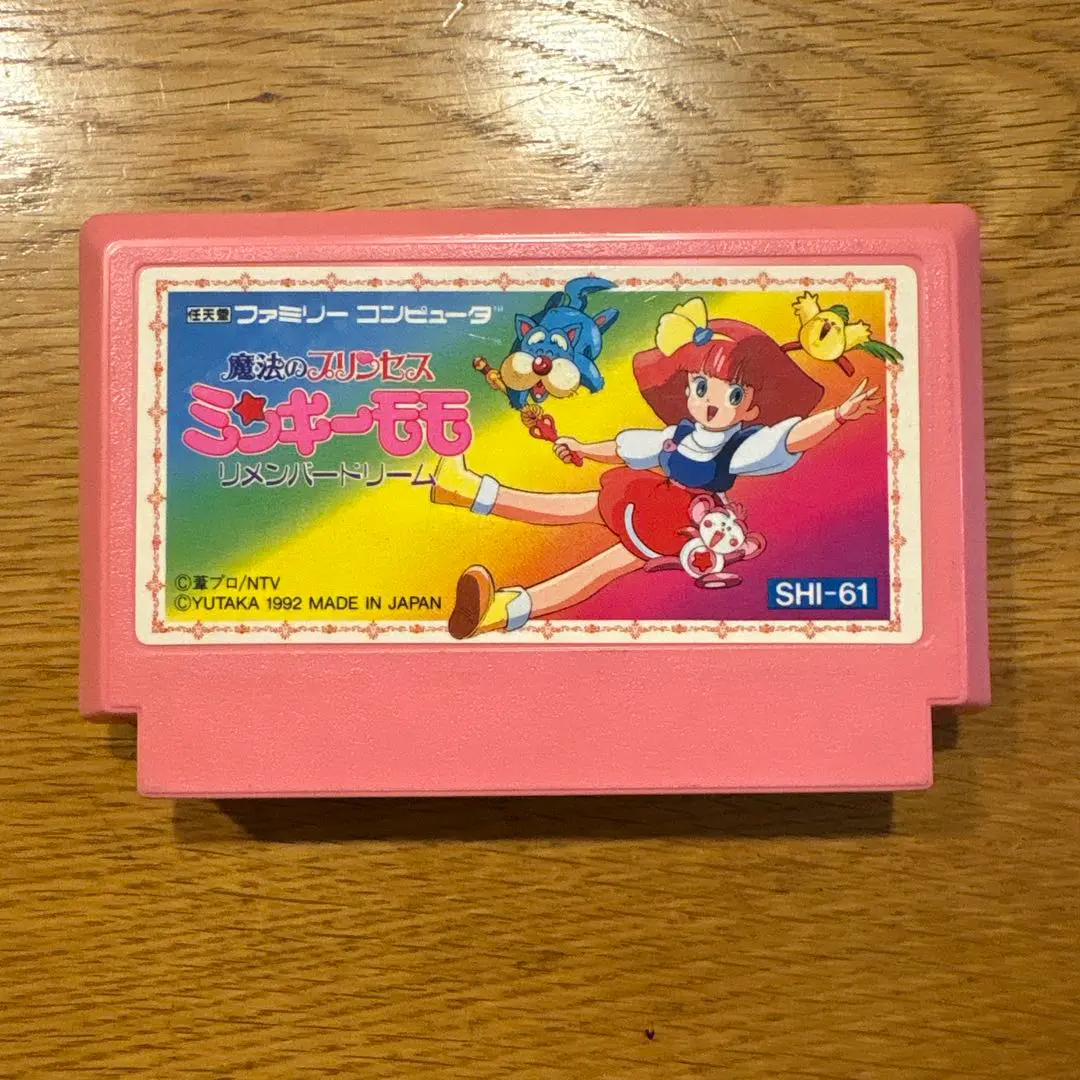 任天堂 ファミリー コンピュータ™
魔法のプリンセス
ミンキーモモ
リメンバードリーム
©葦プロ/NTV
©YUTAKA 1992 MADE IN JAPAN
SHI-61